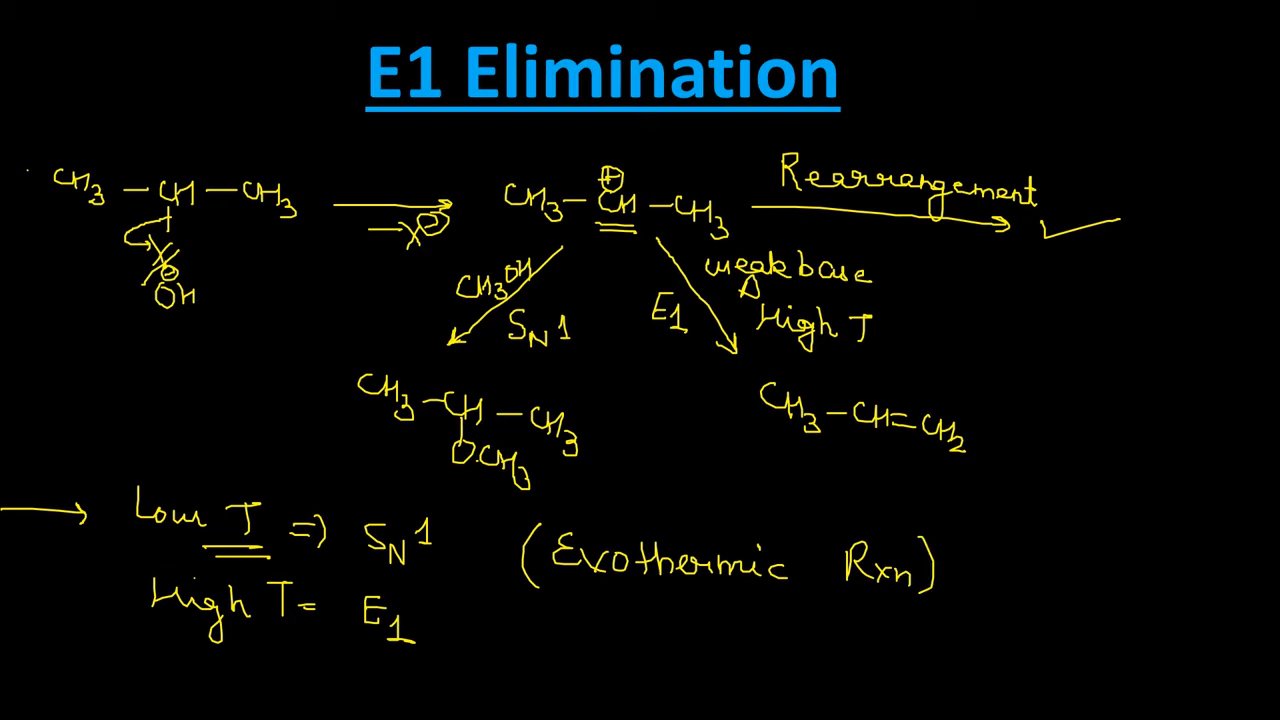 E1 Elimination
CH3 – CH – CH3
X⊖
OH
–X⊖
⊕
CH3 – CH – CH3
Rearrangement
CH3OH
SN1
E1
weak base
Δ
High T
CH3 – CH – CH3
OCH3
CH3 – CH = CH2
Low T ⇒ SN1 (Exothermic Rxn)
High T = E1